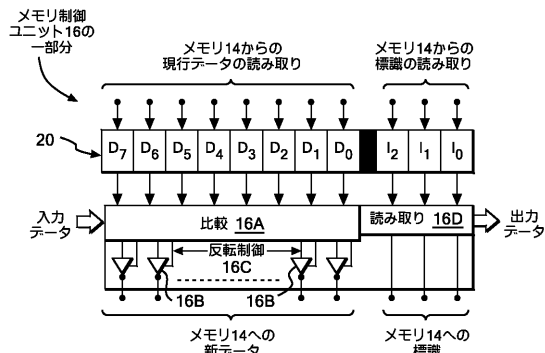 メモリ制御
ユニット16の
一部分
メモリ14からの
現行データの読み取り
メモリ14からの
標識の読み取り
20
D7 D6 D5 D4 D3 D2 D1 D0 I2 I1 I0
入力
データ
比較 16A
読み取り 16D
出力
データ
反転制御
16C
16B 16B
メモリ14への
新データ
メモリ14への
標識